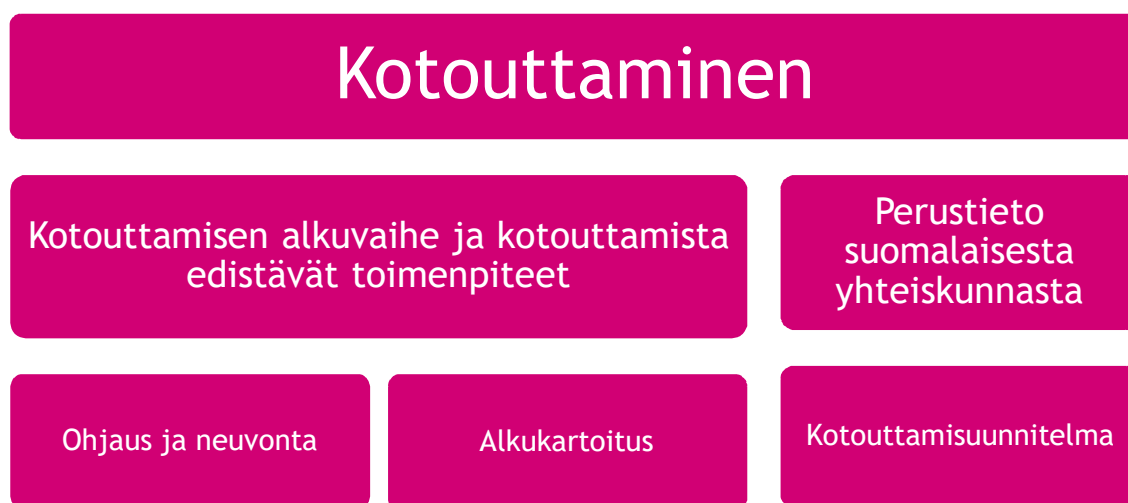 Kotouttaminen
Kotouttamisen alkuvaihe ja kotouttamista
edistävät toimenpiteet
Perustieto
suomalaisesta
yhteiskunnasta
Ohjaus ja neuvonta
Alkukartoitus
Kotouttamisuunnitelma